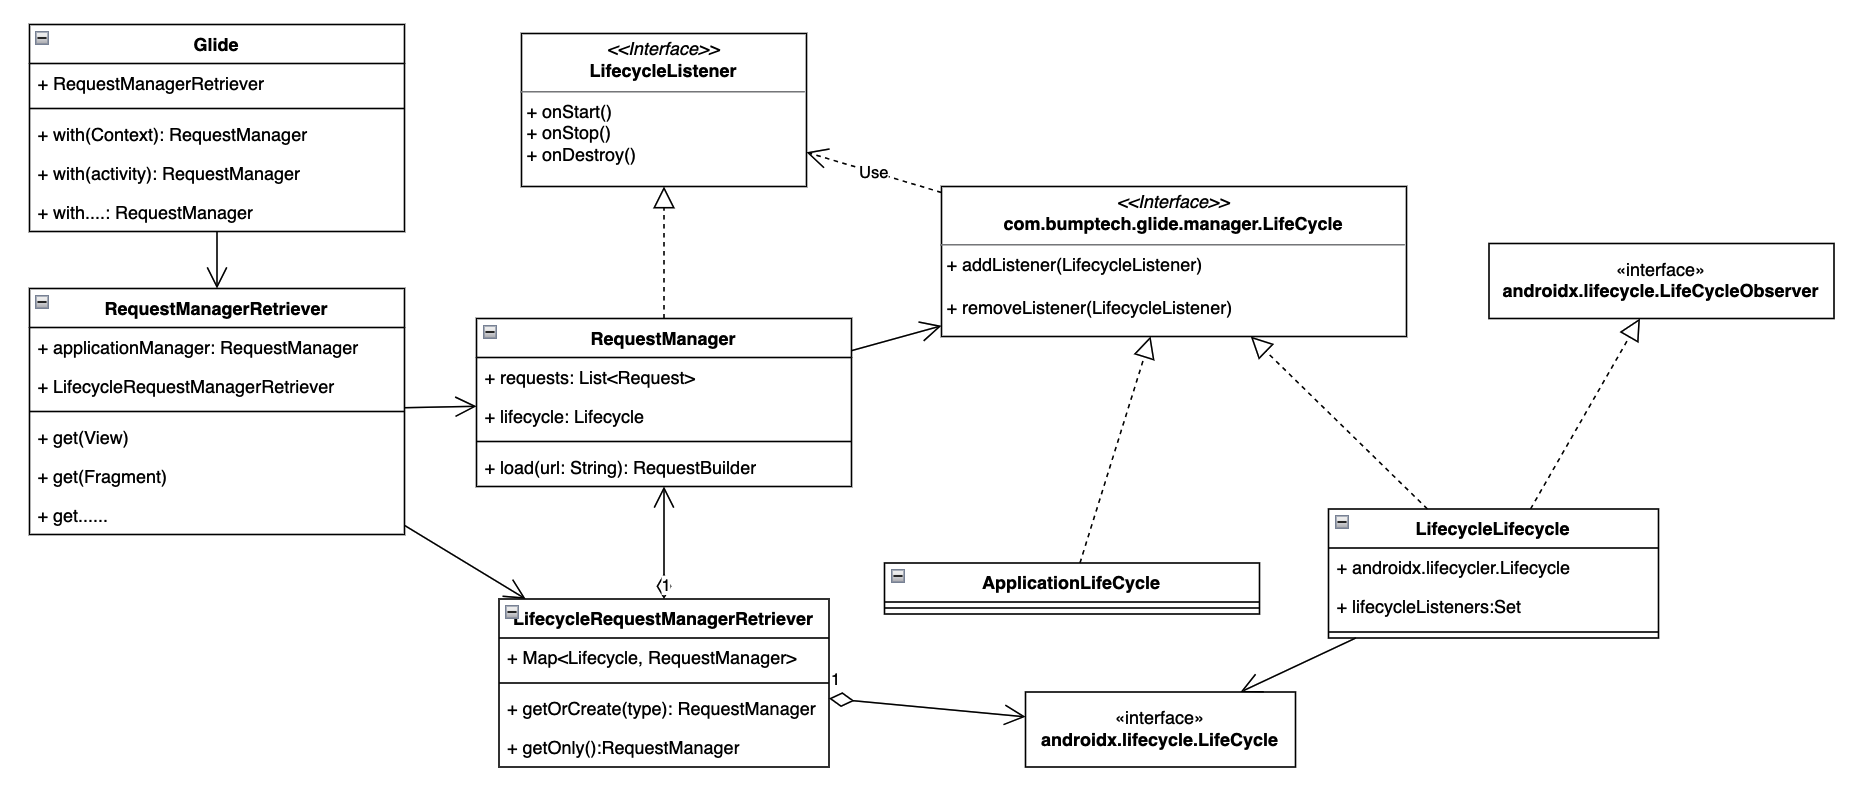 Glide
+ RequestManagerRetriever
+ with(Context): RequestManager
+ with(activity): RequestManager
+ with....: RequestManager
<<Interface>>
LifecycleListener
+ onStart()
+ onStop()
+ onDestroy()
Use
<<Interface>>
com.bumptech.glide.manager.LifeCycle
+ addListener(LifecycleListener)
+ removeListener(LifecycleListener)
«interface»
androidx.lifecycle.LifeCycleObserver
RequestManagerRetriever
+ applicationManager: RequestManager
+ LifecycleRequestManagerRetriever
+ get(View)
+ get(Fragment)
+ get......
RequestManager
+ requests: List<Request>
+ lifecycle: Lifecycle
+ load(url: String): RequestBuilder
1
LifecycleRequestManagerRetriever
+ Map<Lifecycle, RequestManager>
+ getOrCreate(type): RequestManager
+ getOnly():RequestManager
1
ApplicationLifeCycle
LifecycleLifecycle
+ androidx.lifecycler.Lifecycle
+ lifecycleListeners:Set
«interface»
androidx.lifecycle.LifeCycle